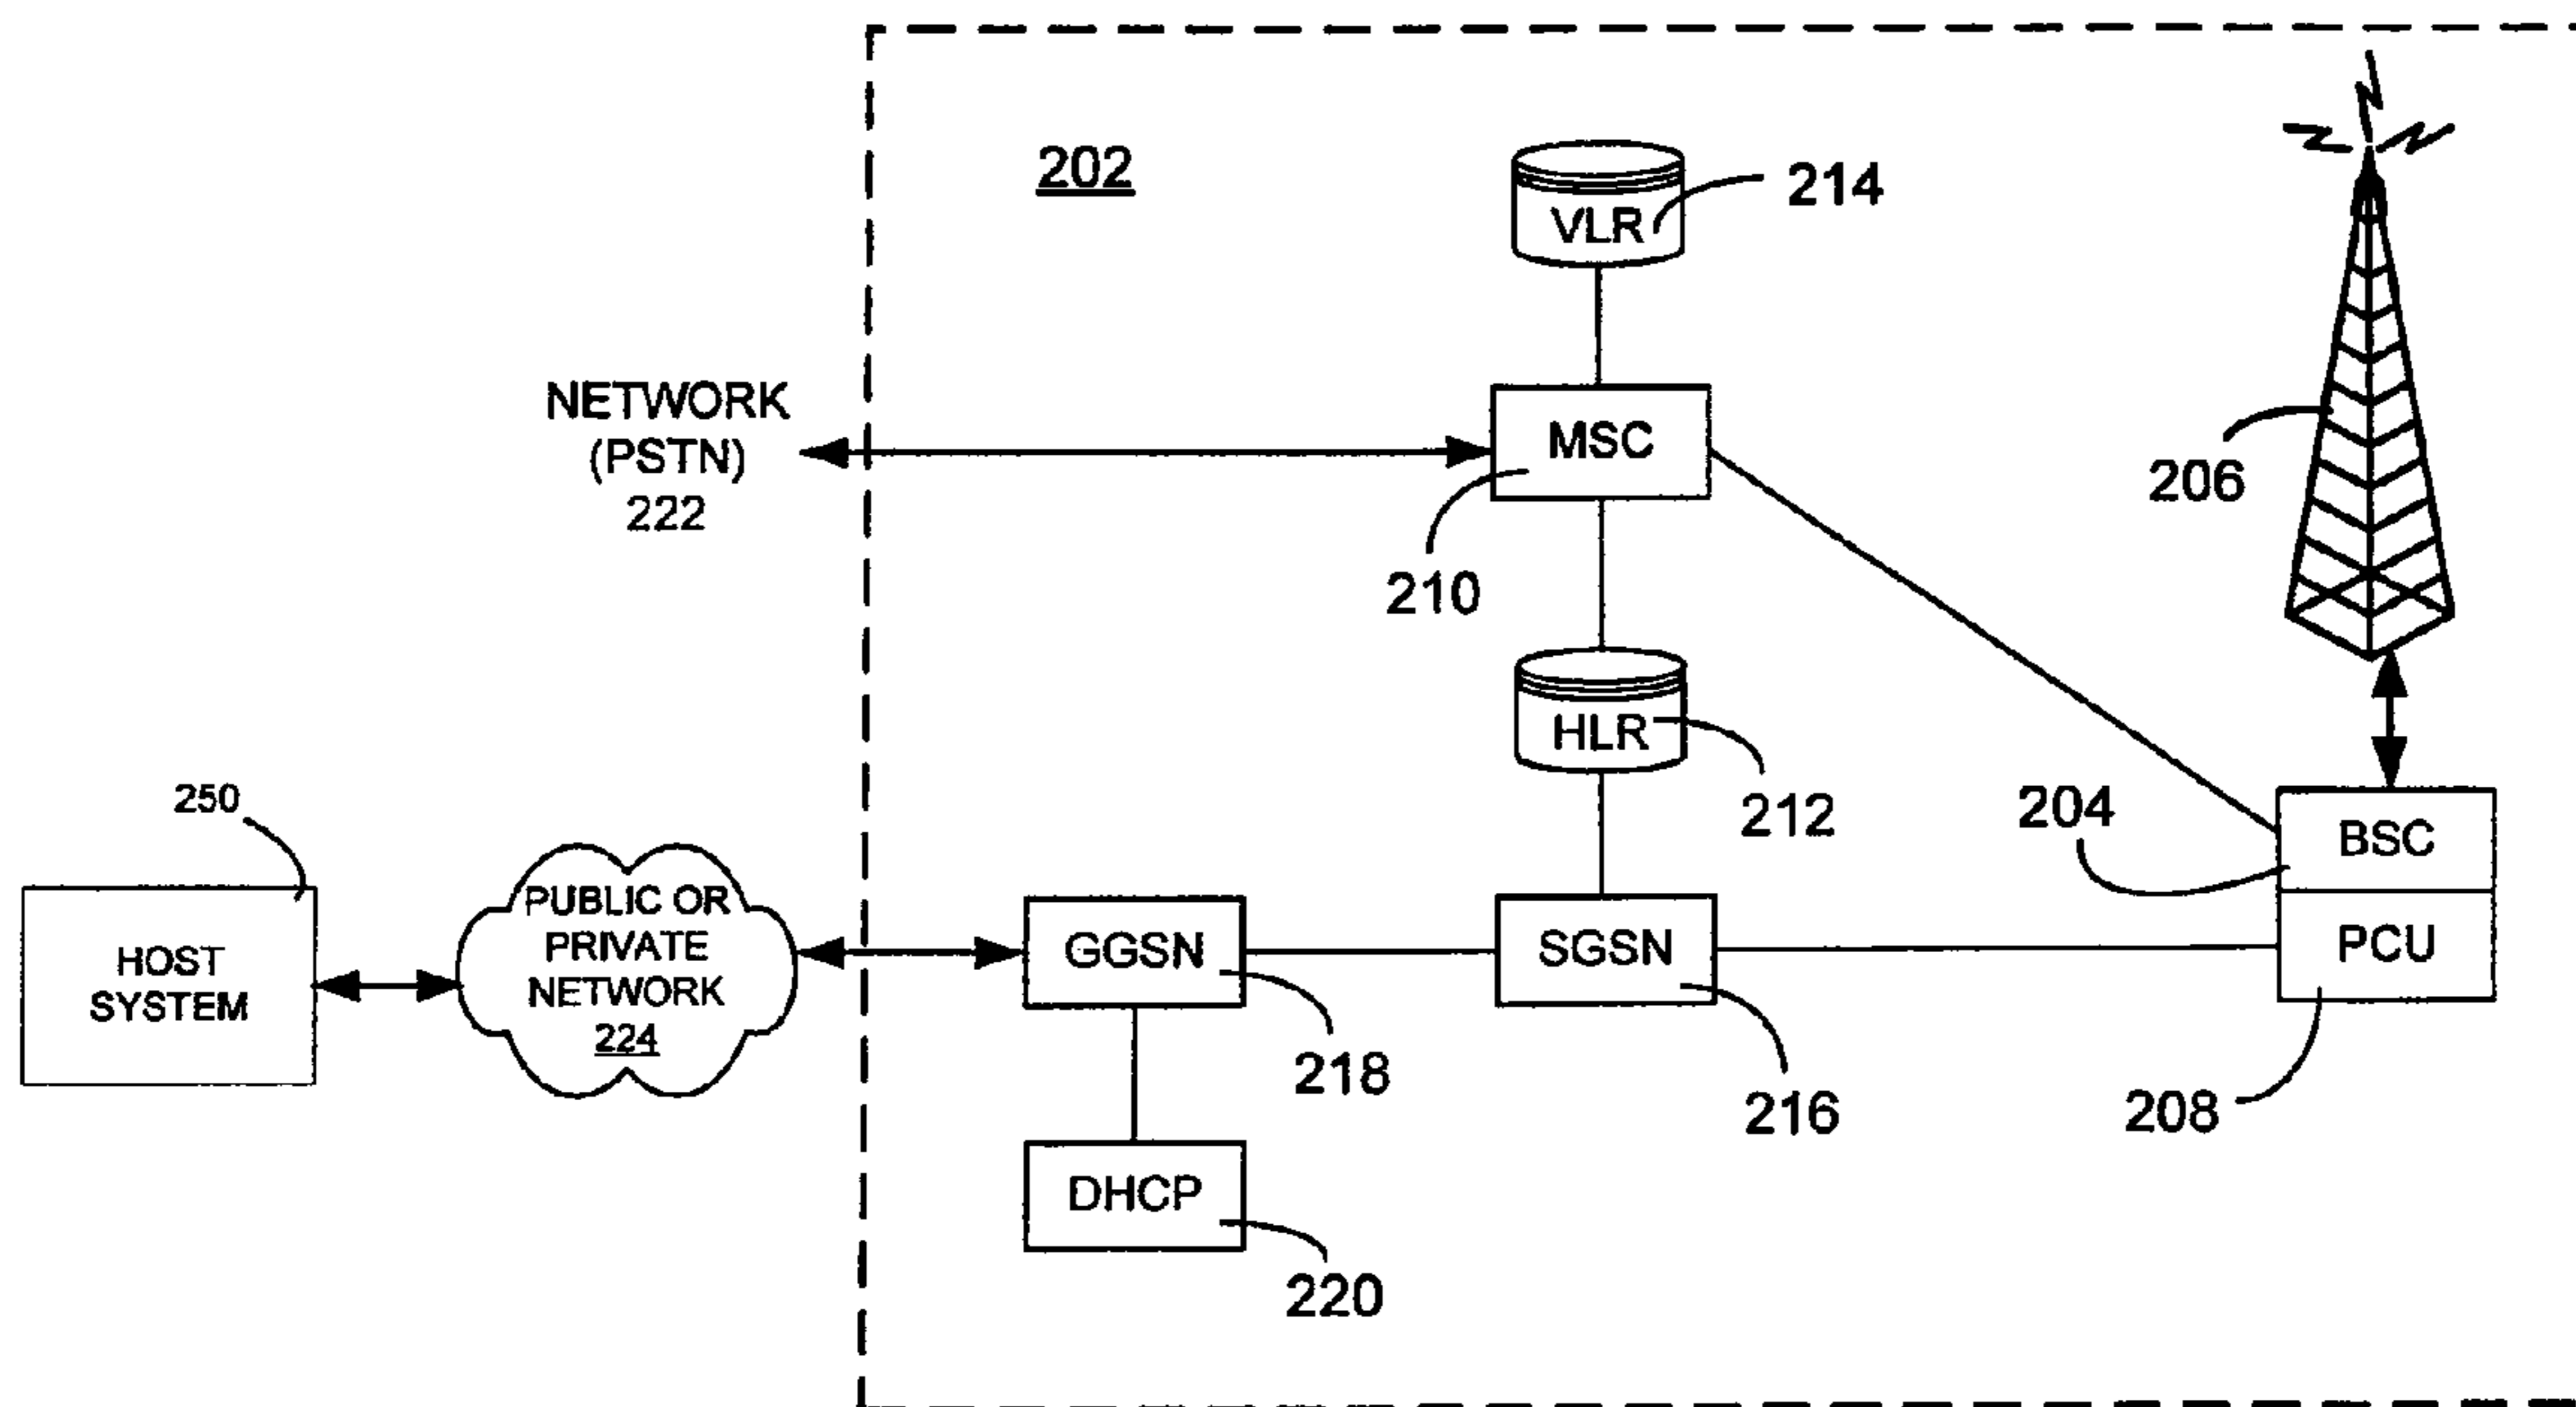 202
VLR
214
NETWORK
(PSTN)
222
MSC
210
206
HLR
212
204
BSC
PCU
208
250
HOST
SYSTEM
PUBLIC OR
PRIVATE
NETWORK
224
GGSN
218
SGSN
216
DHCP
220